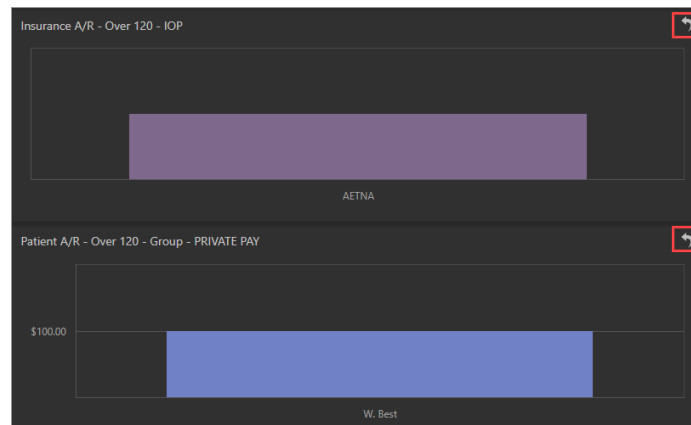 Insurance A/R - Over 120 - IOP
AETNA
Patient A/R - Over 120 - Group - PRIVATE PAY
$100.00
W. Best